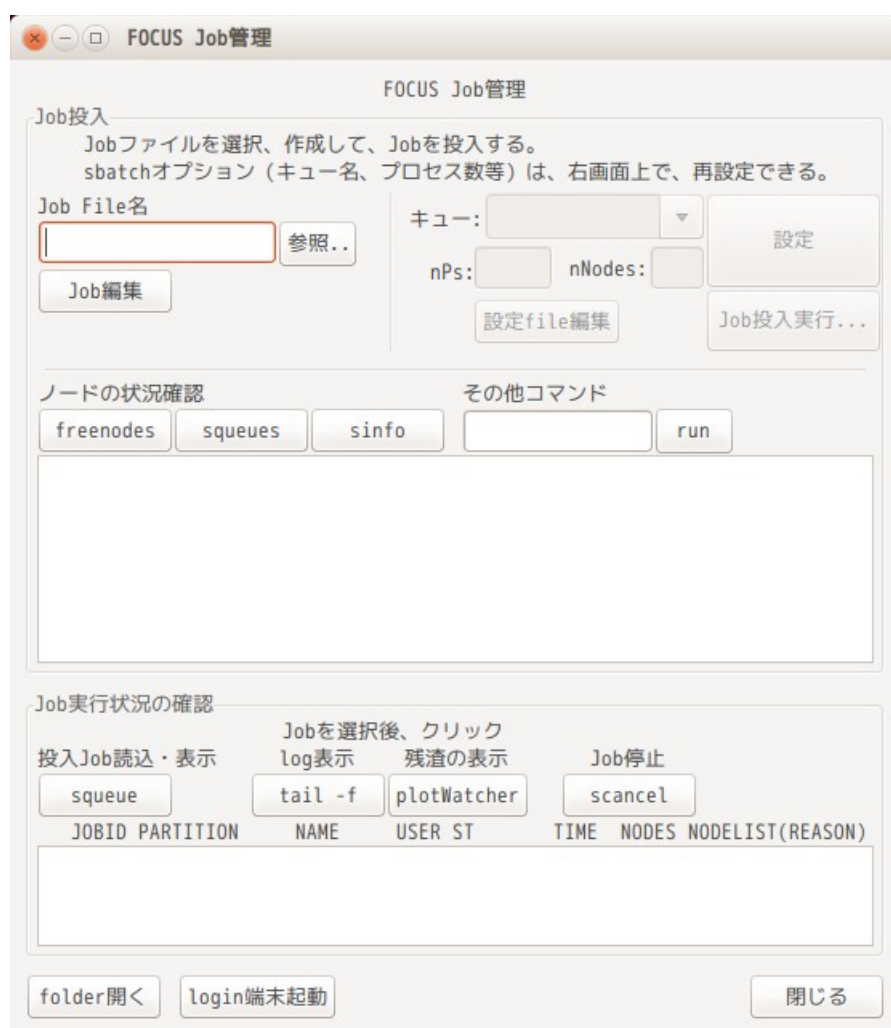 FOCUS Job管理
FOCUS Job管理
Job投入
Jobファイルを選択、作成して、Jobを投入する。
sbatchオプション（キュー名、プロセス数等）は、右画面上で、再設定できる。
Job File名
参照..
Job編集
キュー:
設定
nPs:
nNodes:
設定file編集
Job投入実行...
ノードの状況確認
その他コマンド
freenodes squeues sinfo
run
Job実行状況の確認
Jobを選択後、クリック
投入Job読込・表示 log表示 残渣の表示 Job停止
squeue tail -f plotWatcher scancel
JOBID PARTITION NAME USER ST TIME NODES NODELIST(REASON)
folder開く login端末起動 閉じる